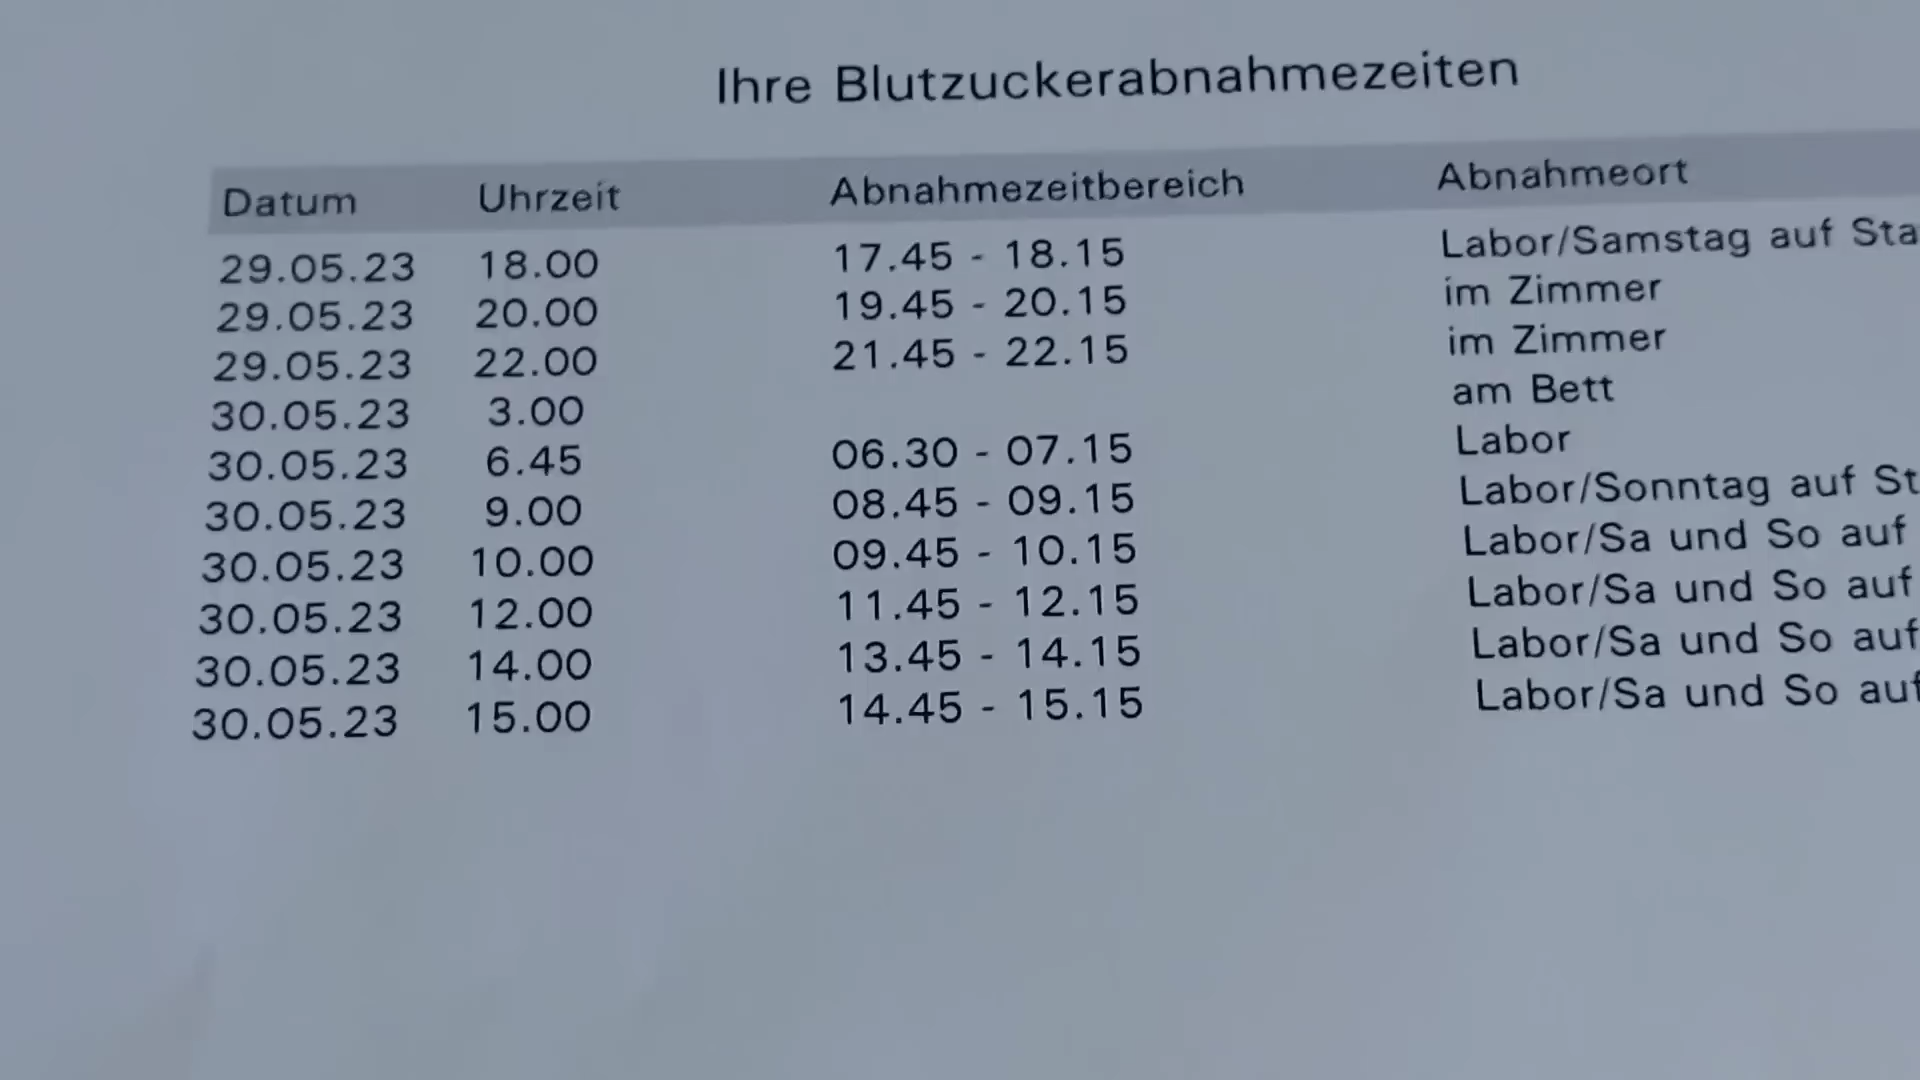 Ihre Blutzuckerabnahmezeiten
Datum Uhrzeit Abnahmezeitbereich Abnahmeort
29.05.23 18.00 17.45 - 18.15 Labor/Samstag auf Sta
29.05.23 20.00 19.45 - 20.15 im Zimmer
29.05.23 22.00 21.45 - 22.15 im Zimmer
30.05.23 3.00 am Bett
30.05.23 6.45 06.30 - 07.15 Labor
30.05.23 9.00 08.45 - 09.15 Labor/Sonntag auf St
30.05.23 10.00 09.45 - 10.15 Labor/Sa und So auf
30.05.23 12.00 11.45 - 12.15 Labor/Sa und So auf
30.05.23 14.00 13.45 - 14.15 Labor/Sa und So auf
30.05.23 15.00 14.45 - 15.15 Labor/Sa und So auf